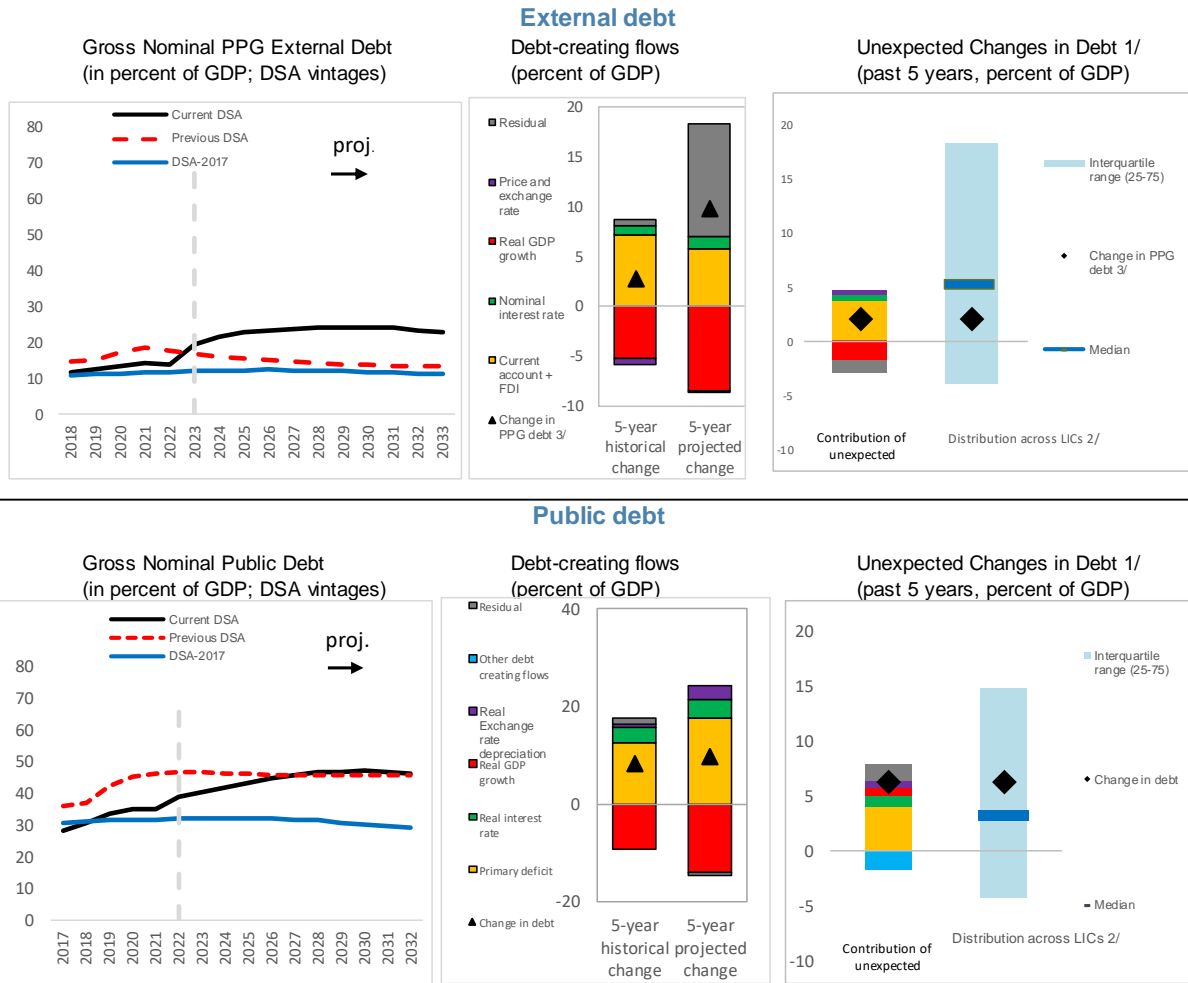 External debt
Gross Nominal PPG External Debt
(in percent of GDP; DSA vintages)
Current DSA
Previous DSA
DSA-2017
proj.
80
70
60
50
40
30
20
10
0
2018
2019
2020
2021
2022
2023
2024
2025
2026
2027
2028
2029
2030
2031
2032
2033
Debt-creating flows
(percent of GDP)
Residual
Price and
exchange
rate
Real GDP
growth
Nominal
interest rate
Current
account +
FDI
Change in
PPG debt 3/
20
15
10
5
0
-5
-10
5-year
historical
change
5-year
projected
change
Unexpected Changes in Debt 1/
(past 5 years, percent of GDP)
20
15
10
5
0
-5
-10
Contribution of
unexpected
Distribution across LICs 2/
Interquartile
range (25-75)
Change in PPG
debt 3/
Median
Public debt
Gross Nominal Public Debt
(in percent of GDP; DSA vintages)
Current DSA
Previous DSA
DSA-2017
proj.
80
70
60
50
40
30
20
10
0
2017
2018
2019
2020
2021
2022
2023
2024
2025
2026
2027
2028
2029
2030
2031
2032
Debt-creating flows
(percent of GDP)
Residual
Other debt
creating flows
Real
Exchange
rate
depreciation
Real GDP
growth
Real interest
rate
Primary deficit
Change in debt
40
20
0
-20
5-year
historical
change
5-year
projected
change
Unexpected Changes in Debt 1/
(past 5 years, percent of GDP)
20
15
10
5
0
-5
-10
Contribution of
unexpected
Distribution across LICs 2/
Interquartile
range (25-75)
Change in debt
Median